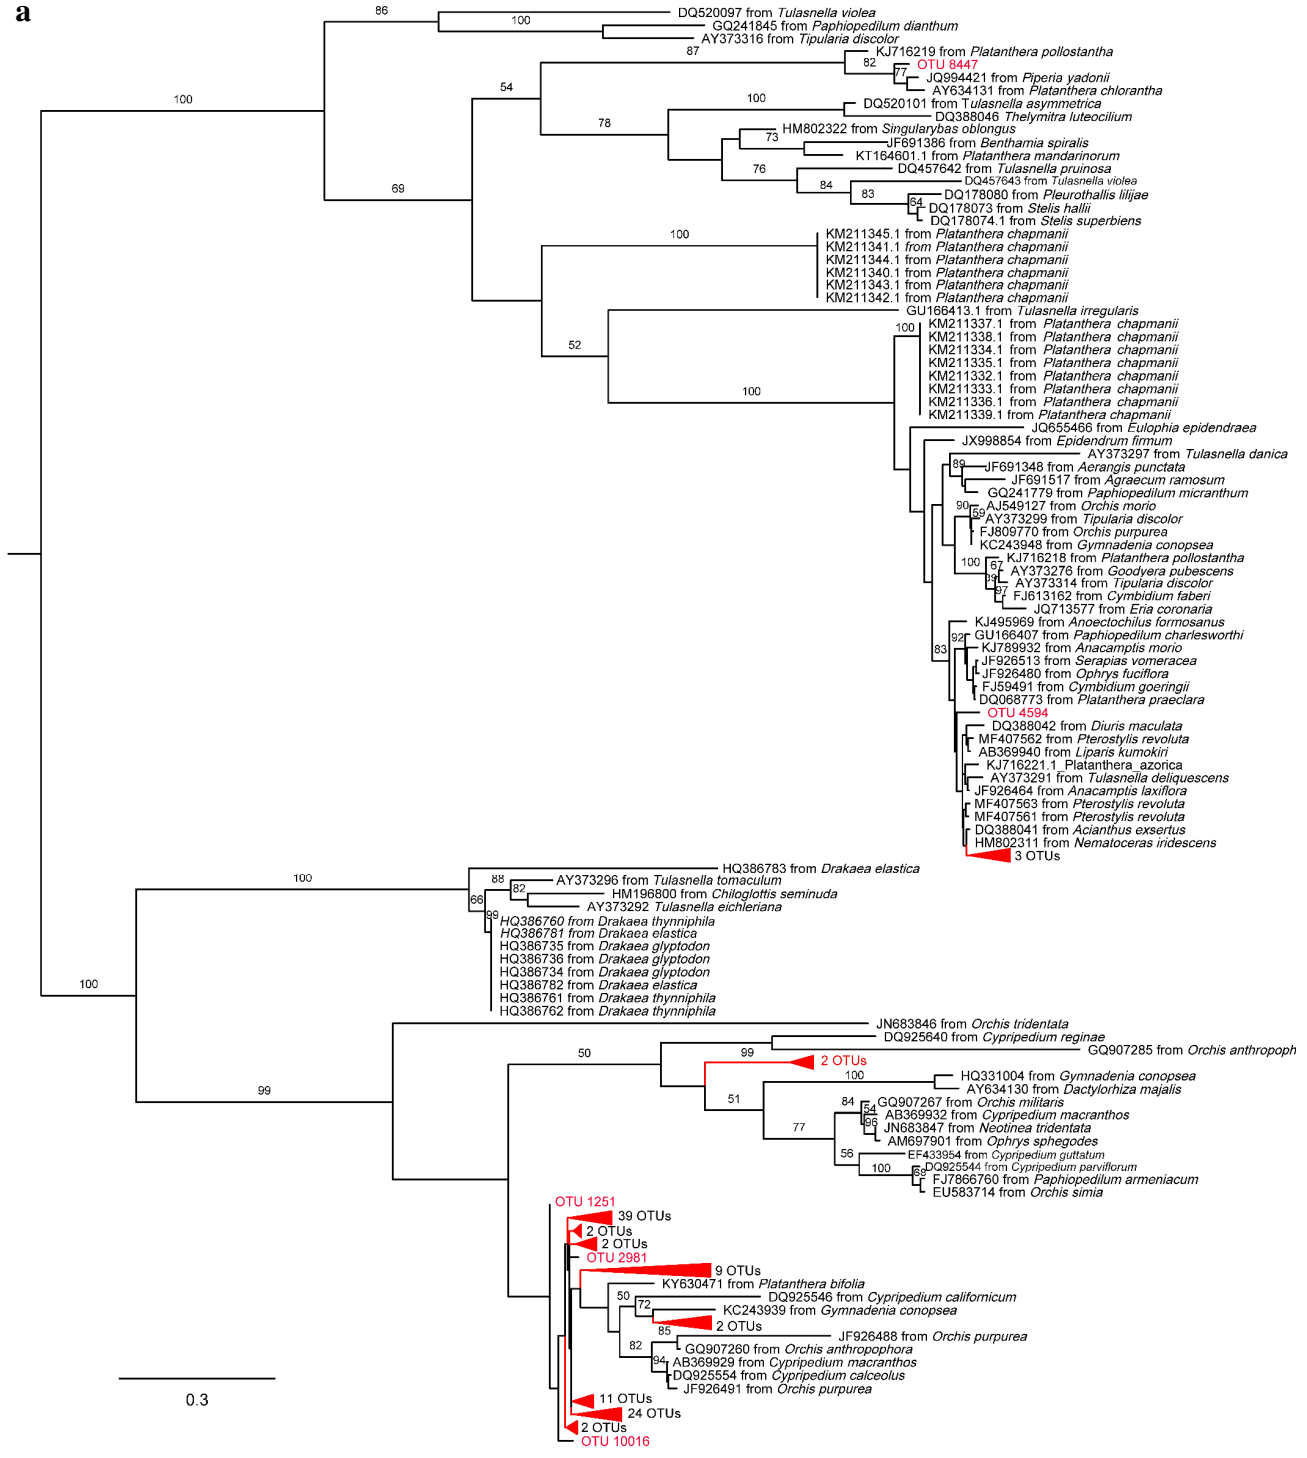 a
86
DQ520097 from Tulasnella violea
100
GQ241845 from Paphiopedilum dianthum
AY373316 from Tipularia discolor
87
KJ716219 from Platanthera pollostantha
82
OTU 8447
77
JQ994421 from Piperia yadonii
54
AY634131 from Platanthera chlorantha
100
100
DQ520101 from Tulasnella asymmetrica
78
DQ388046 Thelymitra luteocilium
HM802322 from Singularybas oblongus
73
JF691386 from Benthamia spiralis
KT164601.1 from Platanthera mandarinorum
76
DQ457642 from Tulasnella pruinosa
84
DQ457643 from Tulasnella violea
69
83
DQ178080 from Pleurothallis lilijae
64
DQ178073 from Stelis hallii
DQ178074.1 from Stelis superbiens
100
KM211345.1 from Platanthera chapmanii
KM211341.1 from Platanthera chapmanii
KM211344.1 from Platanthera chapmanii
KM211340.1 from Platanthera chapmanii
KM211343.1 from Platanthera chapmanii
KM211342.1 from Platanthera chapmanii
GU166413.1 from Tulasnella irregularis
100
KM211337.1 from Platanthera chapmanii
KM211338.1 from Platanthera chapmanii
52
KM211334.1 from Platanthera chapmanii
KM211335.1 from Platanthera chapmanii
KM211332.1 from Platanthera chapmanii
100
KM211333.1 from Platanthera chapmanii
KM211336.1 from Platanthera chapmanii
KM211339.1 from Platanthera chapmanii
JQ655466 from Eulophia epidendraea
JX998854 from Epidendrum firmum
AY373297 from Tulasnella danica
89
JF691348 from Aerangis punctata
JF691517 from Agraecum ramosum
GQ241779 from Paphiopedilum micranthum
90
AJ549127 from Orchis morio
59
AY373299 from Tipularia discolor
FJ809770 from Orchis purpurea
KC243948 from Gymnadenia conopsea
100
KJ716218 from Platanthera pollostantha
67
AY373276 from Goodyera pubescens
AY373314 from Tipularia discolor
97
FJ613162 from Cymbidium faberi
JQ713577 from Eria coronaria
KJ495969 from Anoectochilus formosanus
92
GU166407 from Paphiopedilum charlesworthi
83
KJ789932 from Anacamptis morio
JF926513 from Serapias vomeracea
JF926480 from Ophrys fuciflora
FJ59491 from Cymbidium goeringii
DQ068773 from Platanthera praeclara
OTU 4594
DQ388042 from Diuris maculata
MF407562 from Pterostylis revoluta
AB369940 from Liparis kumokiri
KJ716221.1_Platanthera_azorica
AY373291 from Tulasnella deliquescens
JF926464 from Anacamptis laxiflora
MF407563 from Pterostylis revoluta
MF407561 from Pterostylis revoluta
DQ388041 from Acianthus exsertus
HM802311 from Nematoceras iridescens
3 OTUs
HQ386783 from Drakaea elastica
100
88
AY373296 from Tulasnella tomaculum
82
HM196800 from Chiloglottis seminuda
66
AY373292 Tulasnella eichleriana
99
HQ386760 from Drakaea thynniphila
HQ386781 from Drakaea elastica
HQ386735 from Drakaea glyptodon
HQ386736 from Drakaea glyptodon
HQ386734 from Drakaea glyptodon
100
HQ386782 from Drakaea elastica
HQ386761 from Drakaea thynniphila
HQ386762 from Drakaea thynniphila
JN683846 from Orchis tridentata
DQ925640 from Cypripedium reginae
50
99
GQ907285 from Orchis anthropoph
2 OTUs
100
HQ331004 from Gymnadenia conopsea
99
AY634130 from Dactylorhiza majalis
51
84
GQ907267 from Orchis militaris
54
AB369932 from Cypripedium macranthos
96
77
JN683847 from Neotinea tridentata
AM697901 from Ophrys sphegodes
56
EF433954 from Cypripedium guttatum
100
DQ925544 from Cypripedium parviflorum
68
FJ7866760 from Paphiopedilum armeniacum
EU583714 from Orchis simia
OTU 1251
39 OTUs
2 OTUs
2 OTUs
OTU 2981
9 OTUs
KY630471 from Platanthera bifolia
50
DQ925546 from Cypripedium californicum
72
KC243939 from Gymnadenia conopsea
2 OTUs
85
JF926488 from Orchis purpurea
82
GQ907260 from Orchis anthropophora
94
AB369929 from Cypripedium macranthos
DQ925554 from Cypripedium calceolus
JF926491 from Orchis purpurea
0.3
11 OTUs
24 OTUs
2 OTUs
OTU 10016